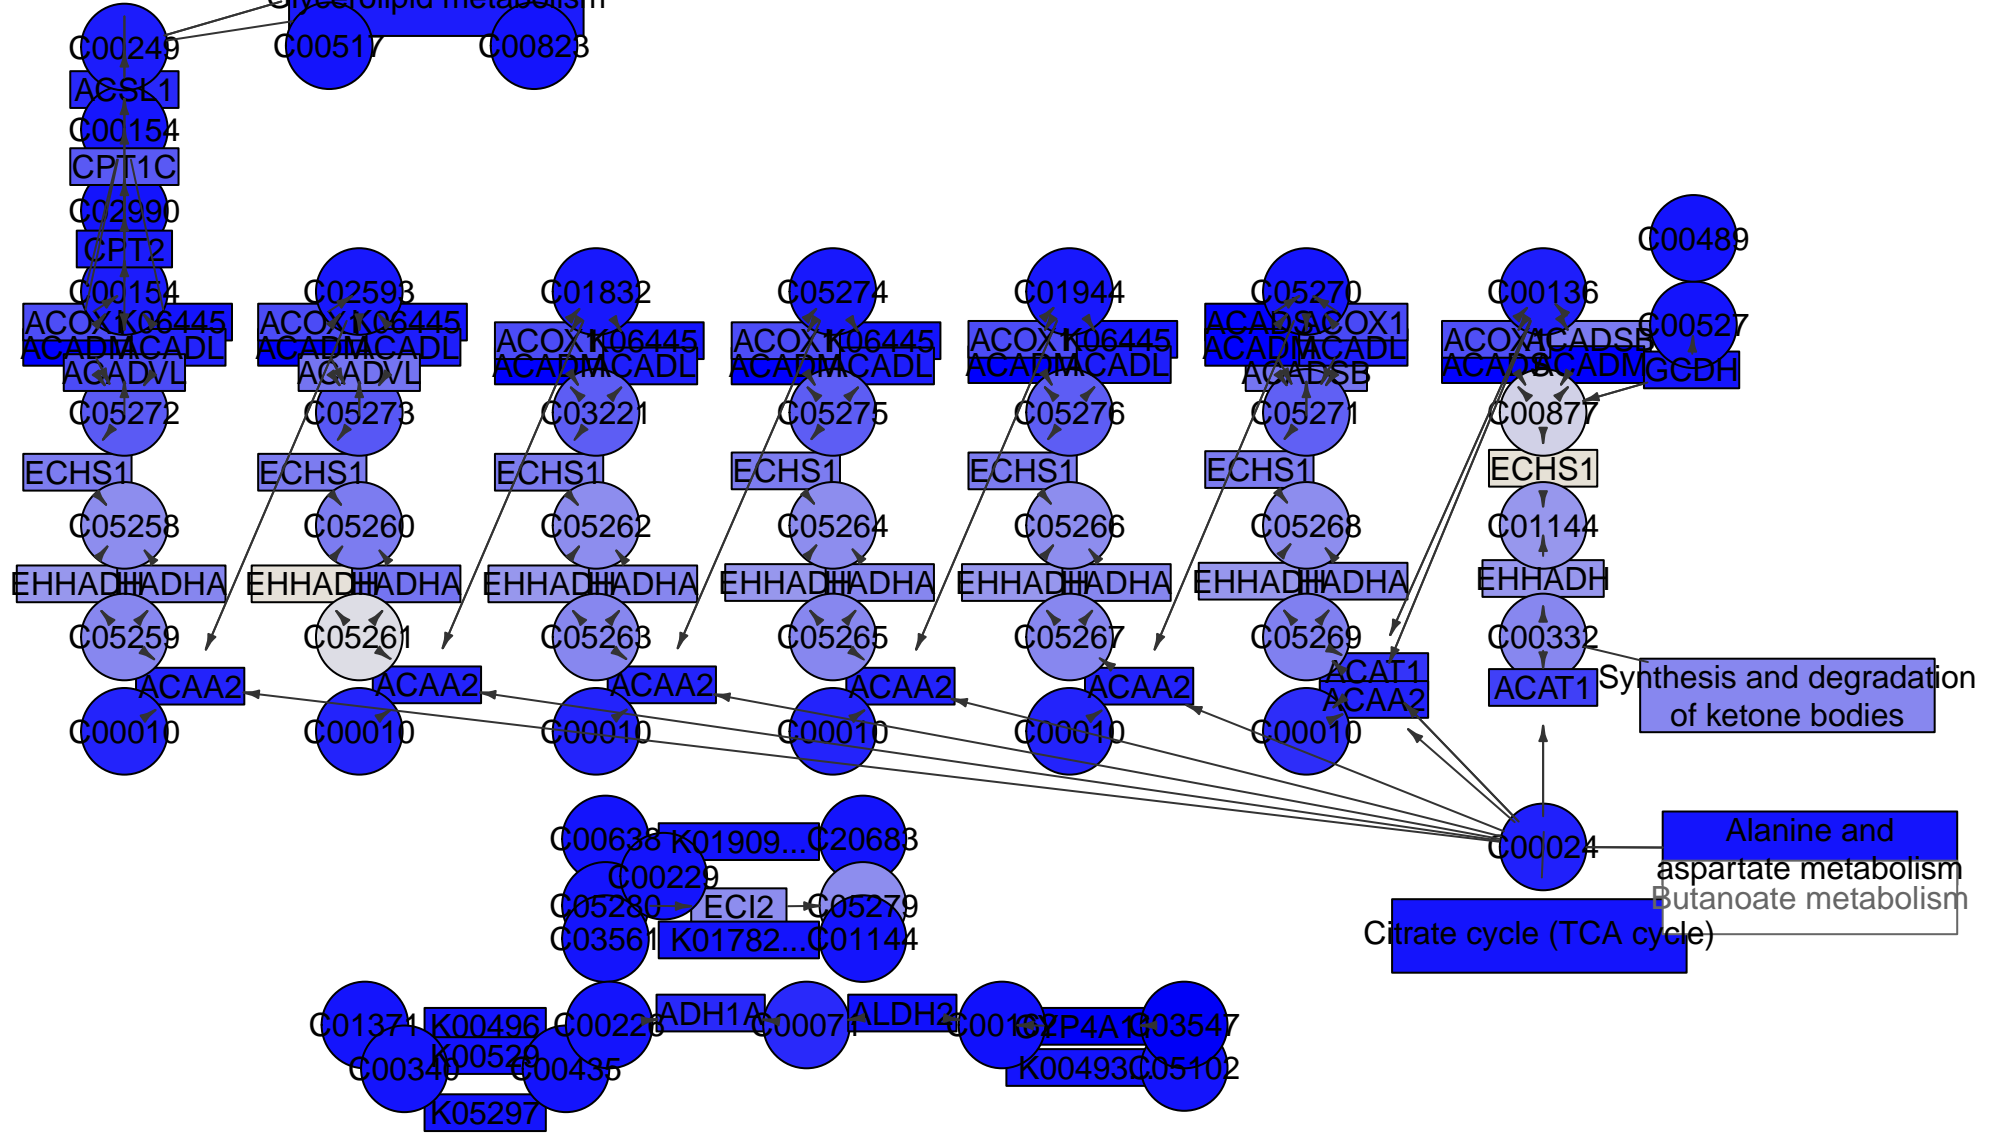 Glycerolipid metabolism
C00249
C00517
C00823
ACSL1
C00154
CPT1C
C02990
CPT2
C00489
C00154
C02593
C01832
C05274
C01944
C05270
C00136
C00527
ACOX1
K06445
ACOX1
K06445
ACOX1
K06445
ACOX1
K06445
ACOX1
K06445
ACADS
ACOX1
ACADSB
ACADM
ACADL
ACADM
ACADL
ACADM
ACADL
ACADM
ACADL
ACADM
ACADL
ACADM
ACADL
ACADS
ACADM
GCDH
ACADVL
ACADVL
ACADSB
C05272
C05273
C03221
C05275
C05276
C05271
C00877
ECHS1
ECHS1
ECHS1
ECHS1
ECHS1
ECHS1
ECHS1
C05258
C05260
C05262
C05264
C05266
C05268
C01144
EHHADH
HADHA
EHHADH
HADHA
EHHADH
HADHA
EHHADH
HADHA
EHHADH
HADHA
EHHADH
HADHA
EHHADH
C05259
C05261
C05263
C05265
C05267
C05269
C00332
ACAA2
ACAA2
ACAA2
ACAA2
ACAA2
ACAT1
ACAA2
ACAT1
Synthesis and degradation
of ketone bodies
C00010
C00010
C00010
C00010
C00010
C00010
C00638
K01909...
C20683
C00229
C00024
Alanine and
aspartate metabolism
Butanoate metabolism
C05280
ECI2
C05279
C03561
K01782...
C01144
Citrate cycle (TCA cycle)
C01371
K00496
C00226
ADH1A
C00071
ALDH2
C00162
C03547
K00529
C00340
C00435
K00493...
C05102
K05297